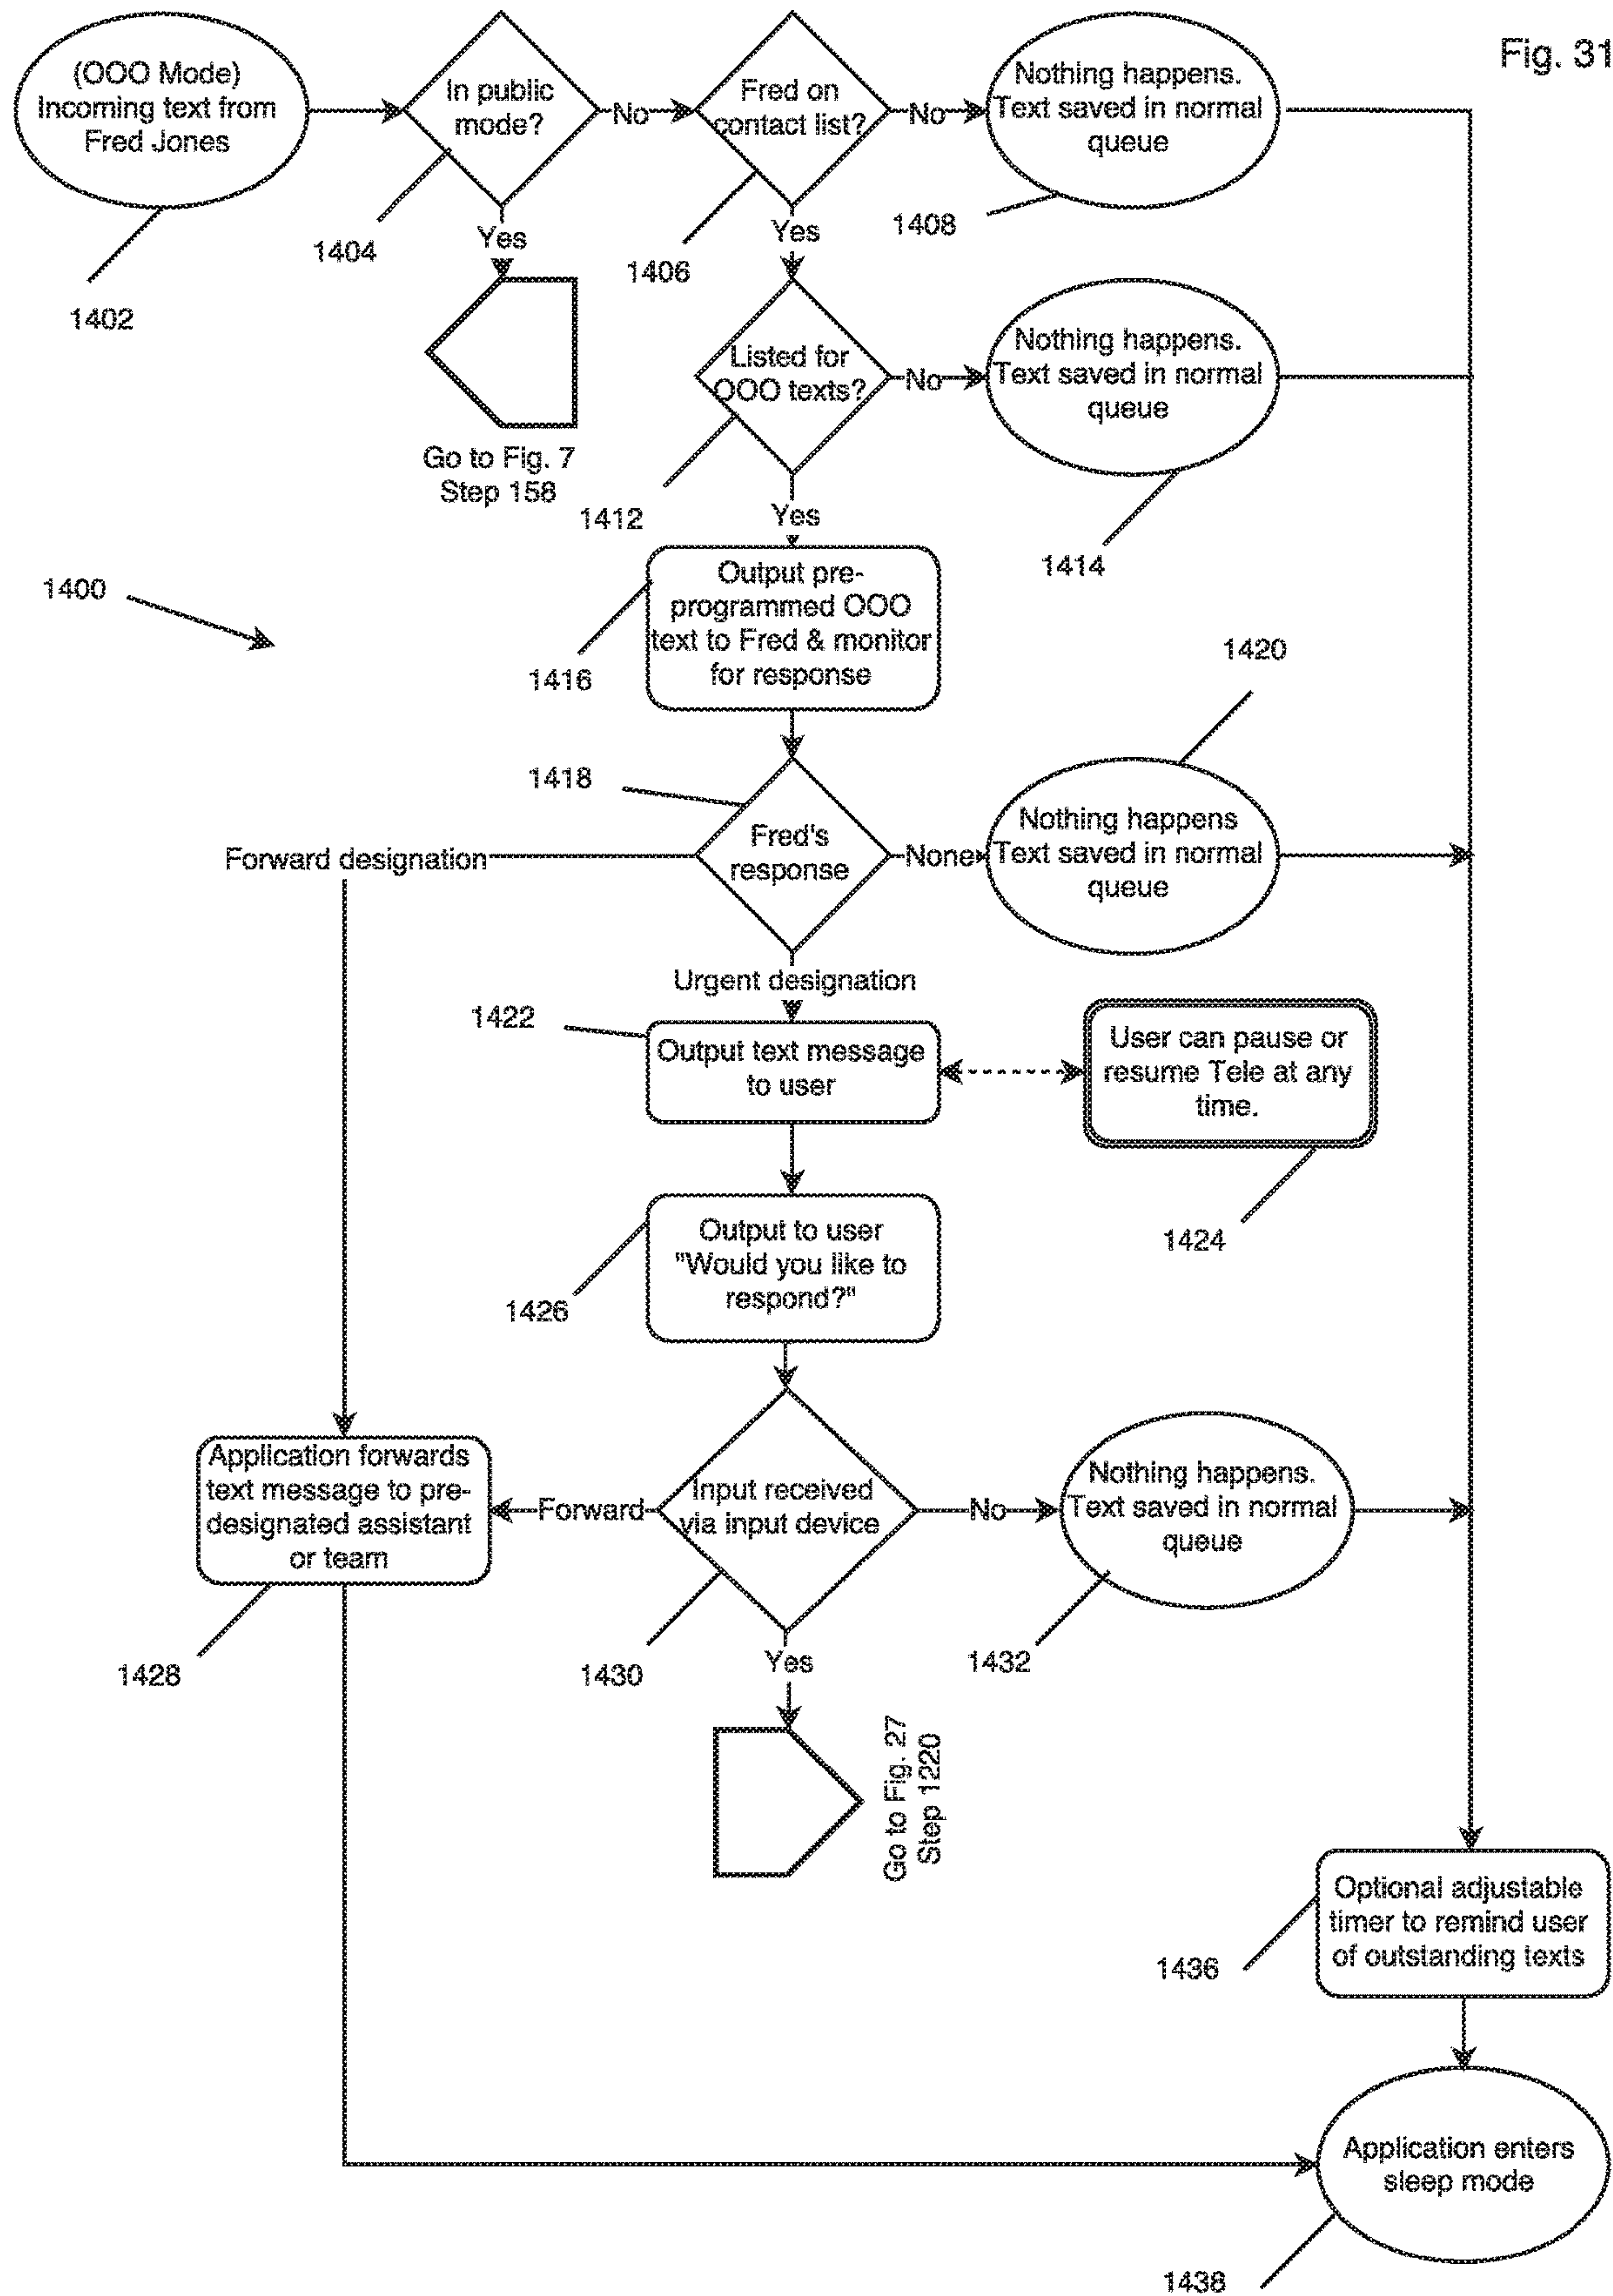 Fig. 31
(OOO Mode)
Incoming text from
Fred Jones
1402
In public
mode?
1404
No
Yes
Go to Fig. 7
Step 158
Fred on
contact list?
1406
No
Yes
Nothing happens.
Text saved in normal
queue
1408
Listed for
OOO texts?
1412
No
Yes
Nothing happens.
Text saved in normal
queue
1414
1400
Output pre-
programmed OOO
text to Fred & monitor
for response
1416
1418
Fred's
response
None
Nothing happens
Text saved in normal
queue
1420
Forward designation
Urgent designation
1422
Output text message
to user
User can pause or
resume Tele at any
time.
1424
Output to user
"Would you like to
respond?"
1426
Application forwards
text message to pre-
designated assistant
or team
1428
Forward
Input received
via input device
1430
No
Nothing happens.
Text saved in normal
queue
1432
Yes
Go to Fig. 27
Step 1220
Optional adjustable
timer to remind user
of outstanding texts
1436
Application enters
sleep mode
1438